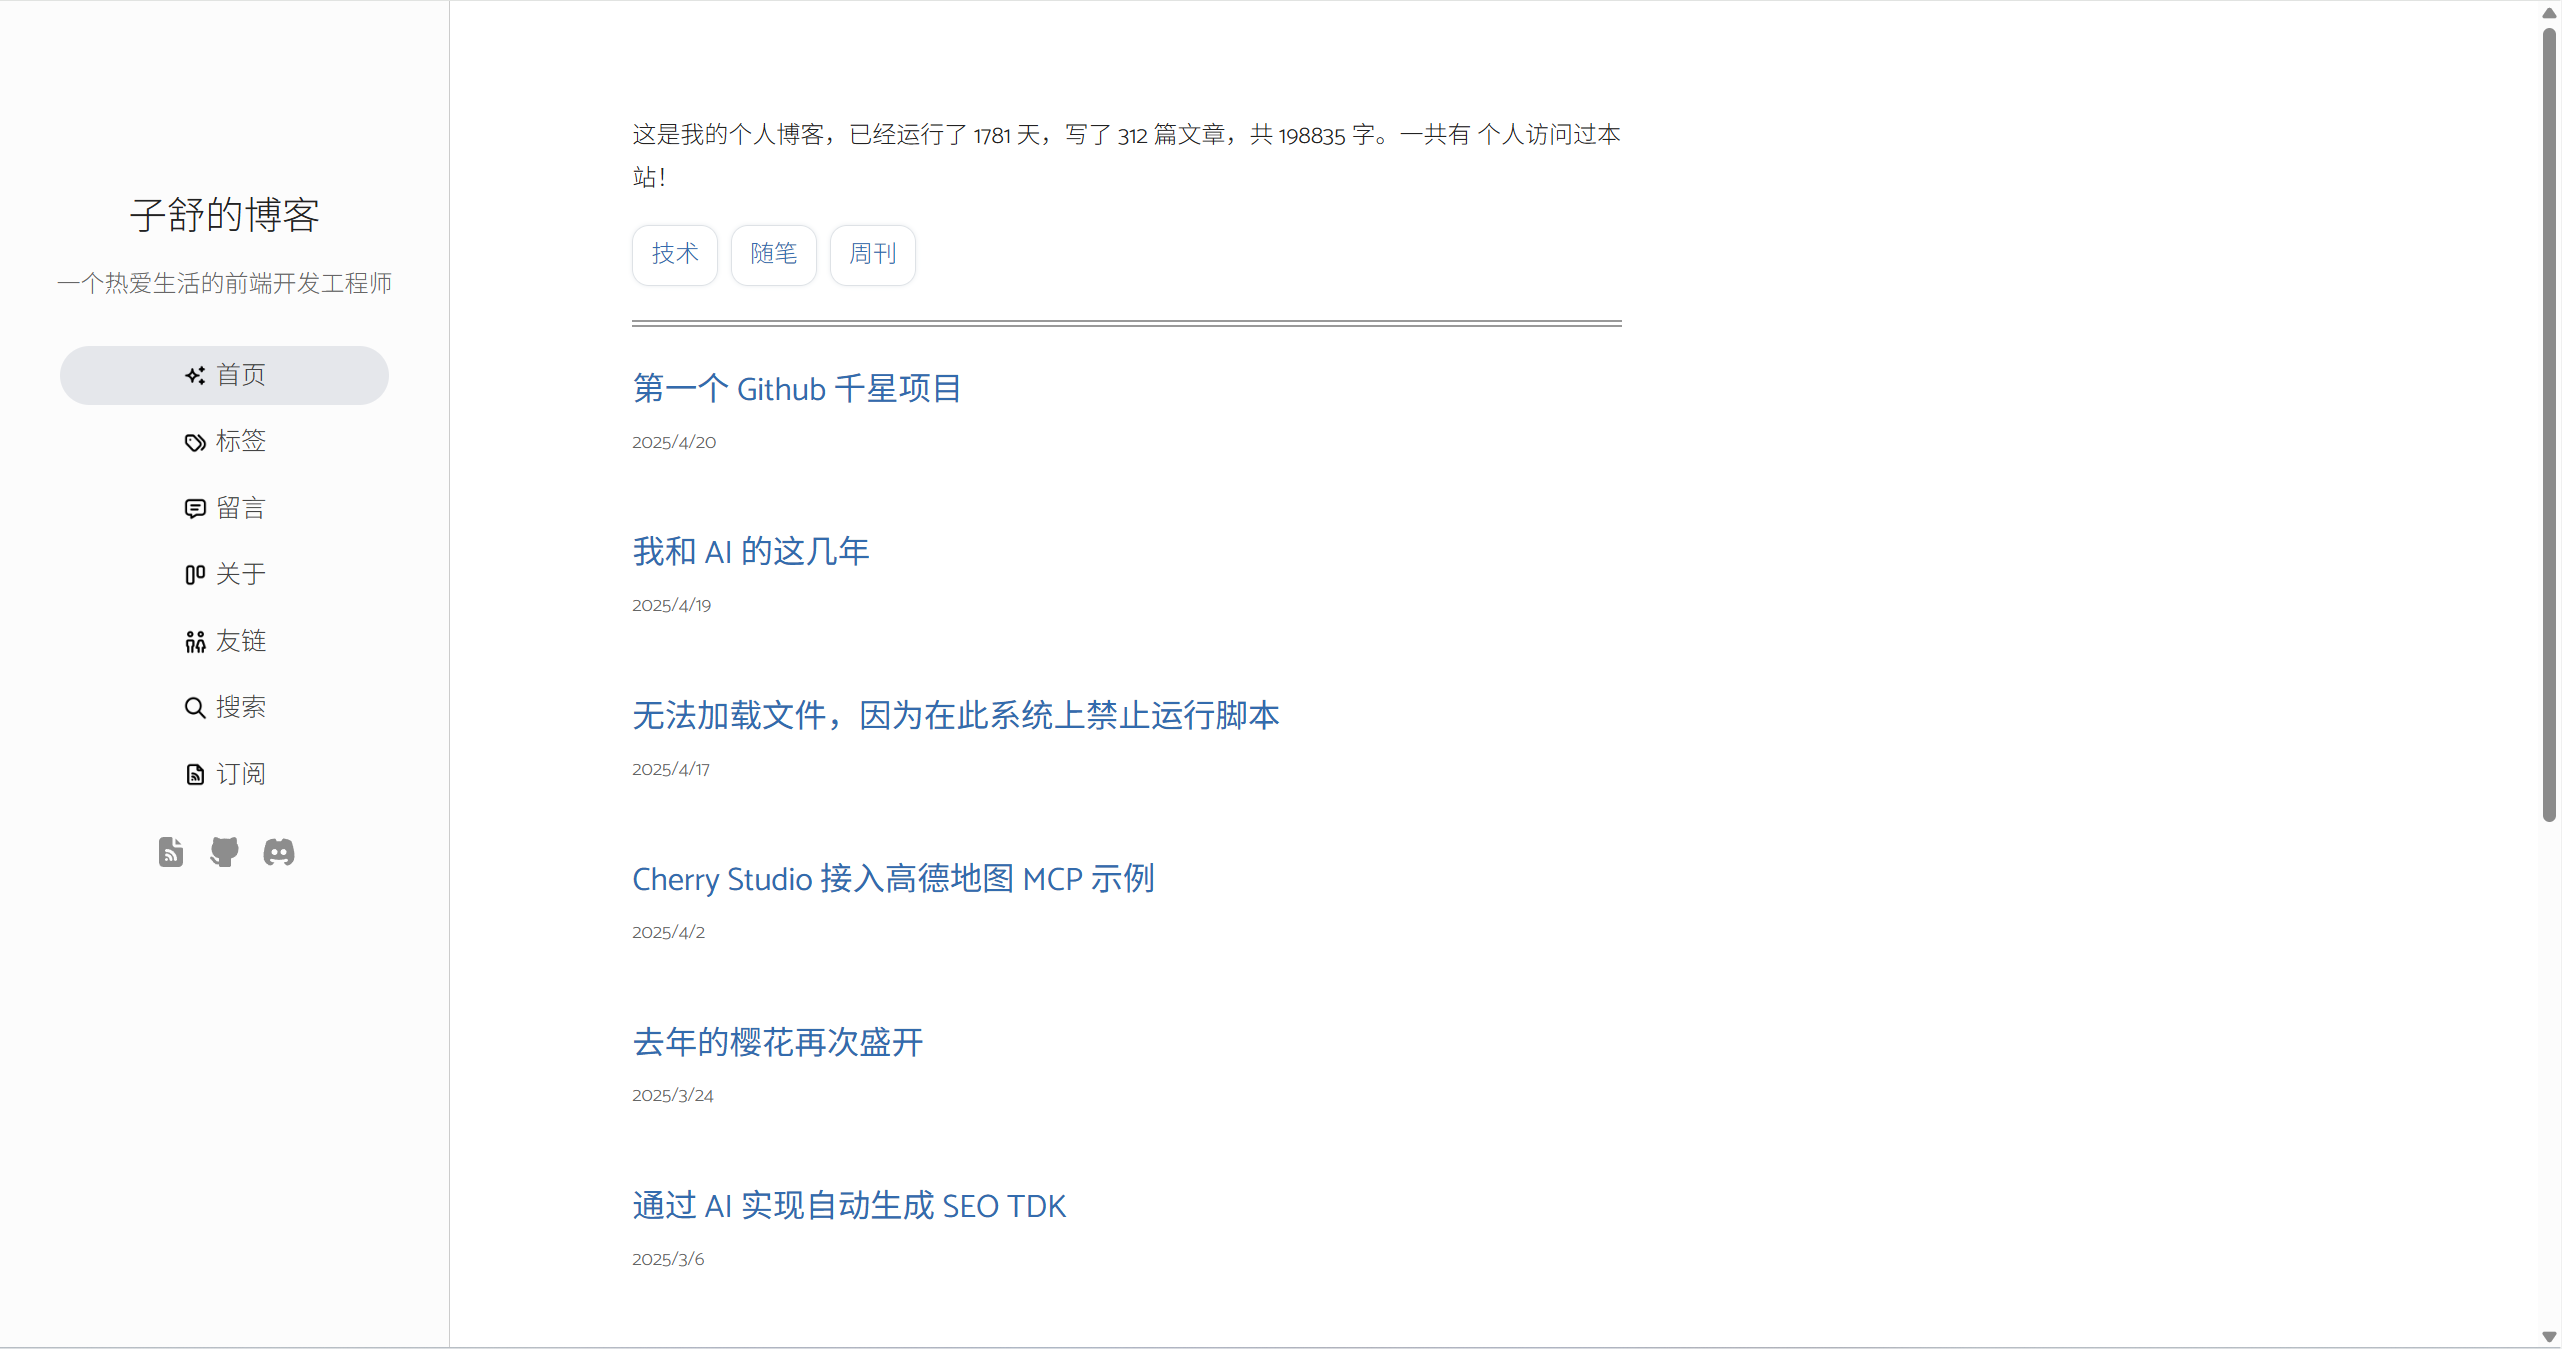 子舒的博客
一个热爱生活的前端开发工程师
首页
标签
留言
关于
友链
搜索
订阅
这是我的个人博客，已经运行了 1781 天，写了 312 篇文章，共 198835 字。一共有 个人访问过本
站！
技术 随笔 周刊
第一个 Github 千星项目
2025/4/20
我和 AI 的这几年
2025/4/19
无法加载文件，因为在此系统上禁止运行脚本
2025/4/17
Cherry Studio 接入高德地图 MCP 示例
2025/4/2
去年的樱花再次盛开
2025/3/24
通过 AI 实现自动生成 SEO TDK
2025/3/6